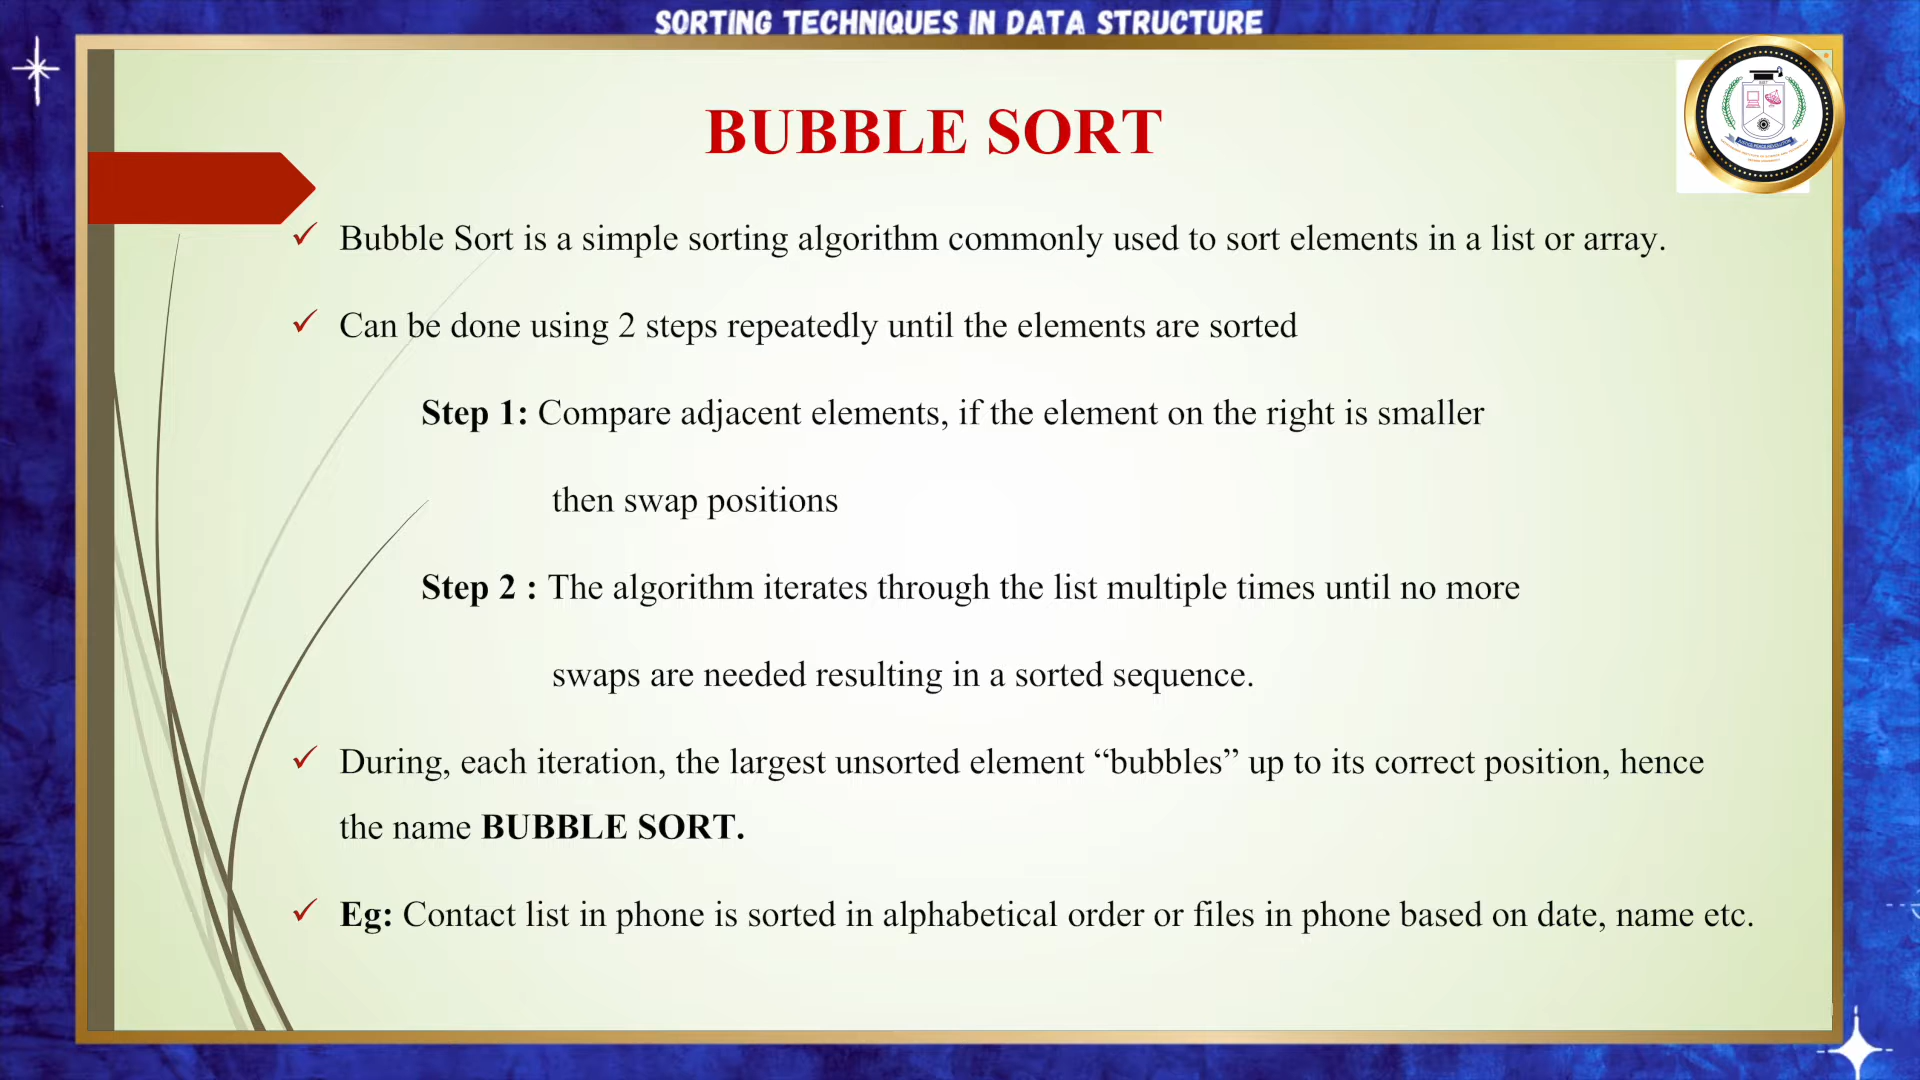 SORTING TECHNIQUES IN DATA STRUCTURE
BUBBLE SORT
✓ Bubble Sort is a simple sorting algorithm commonly used to sort elements in a list or array.
✓ Can be done using 2 steps repeatedly until the elements are sorted
Step 1: Compare adjacent elements, if the element on the right is smaller
then swap positions
Step 2 : The algorithm iterates through the list multiple times until no more
swaps are needed resulting in a sorted sequence.
✓ During, each iteration, the largest unsorted element “bubbles” up to its correct position, hence
the name BUBBLE SORT.
✓ Eg: Contact list in phone is sorted in alphabetical order or files in phone based on date, name etc.